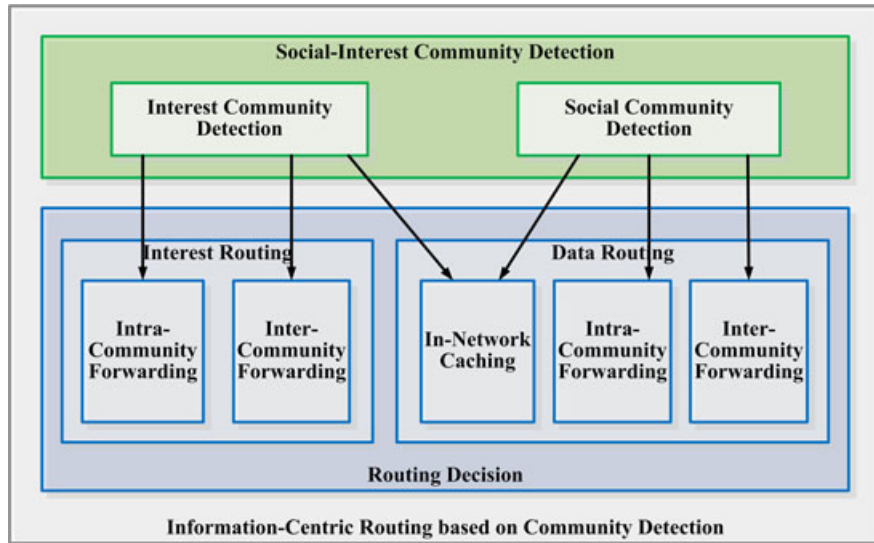 Social-Interest Community Detection
Interest Community
Detection
Social Community
Detection
Interest Routing
Intra-
Community
Forwarding
Inter-
Community
Forwarding
Data Routing
In-Network
Caching
Intra-
Community
Forwarding
Inter-
Community
Forwarding
Routing Decision
Information-Centric Routing based on Community Detection